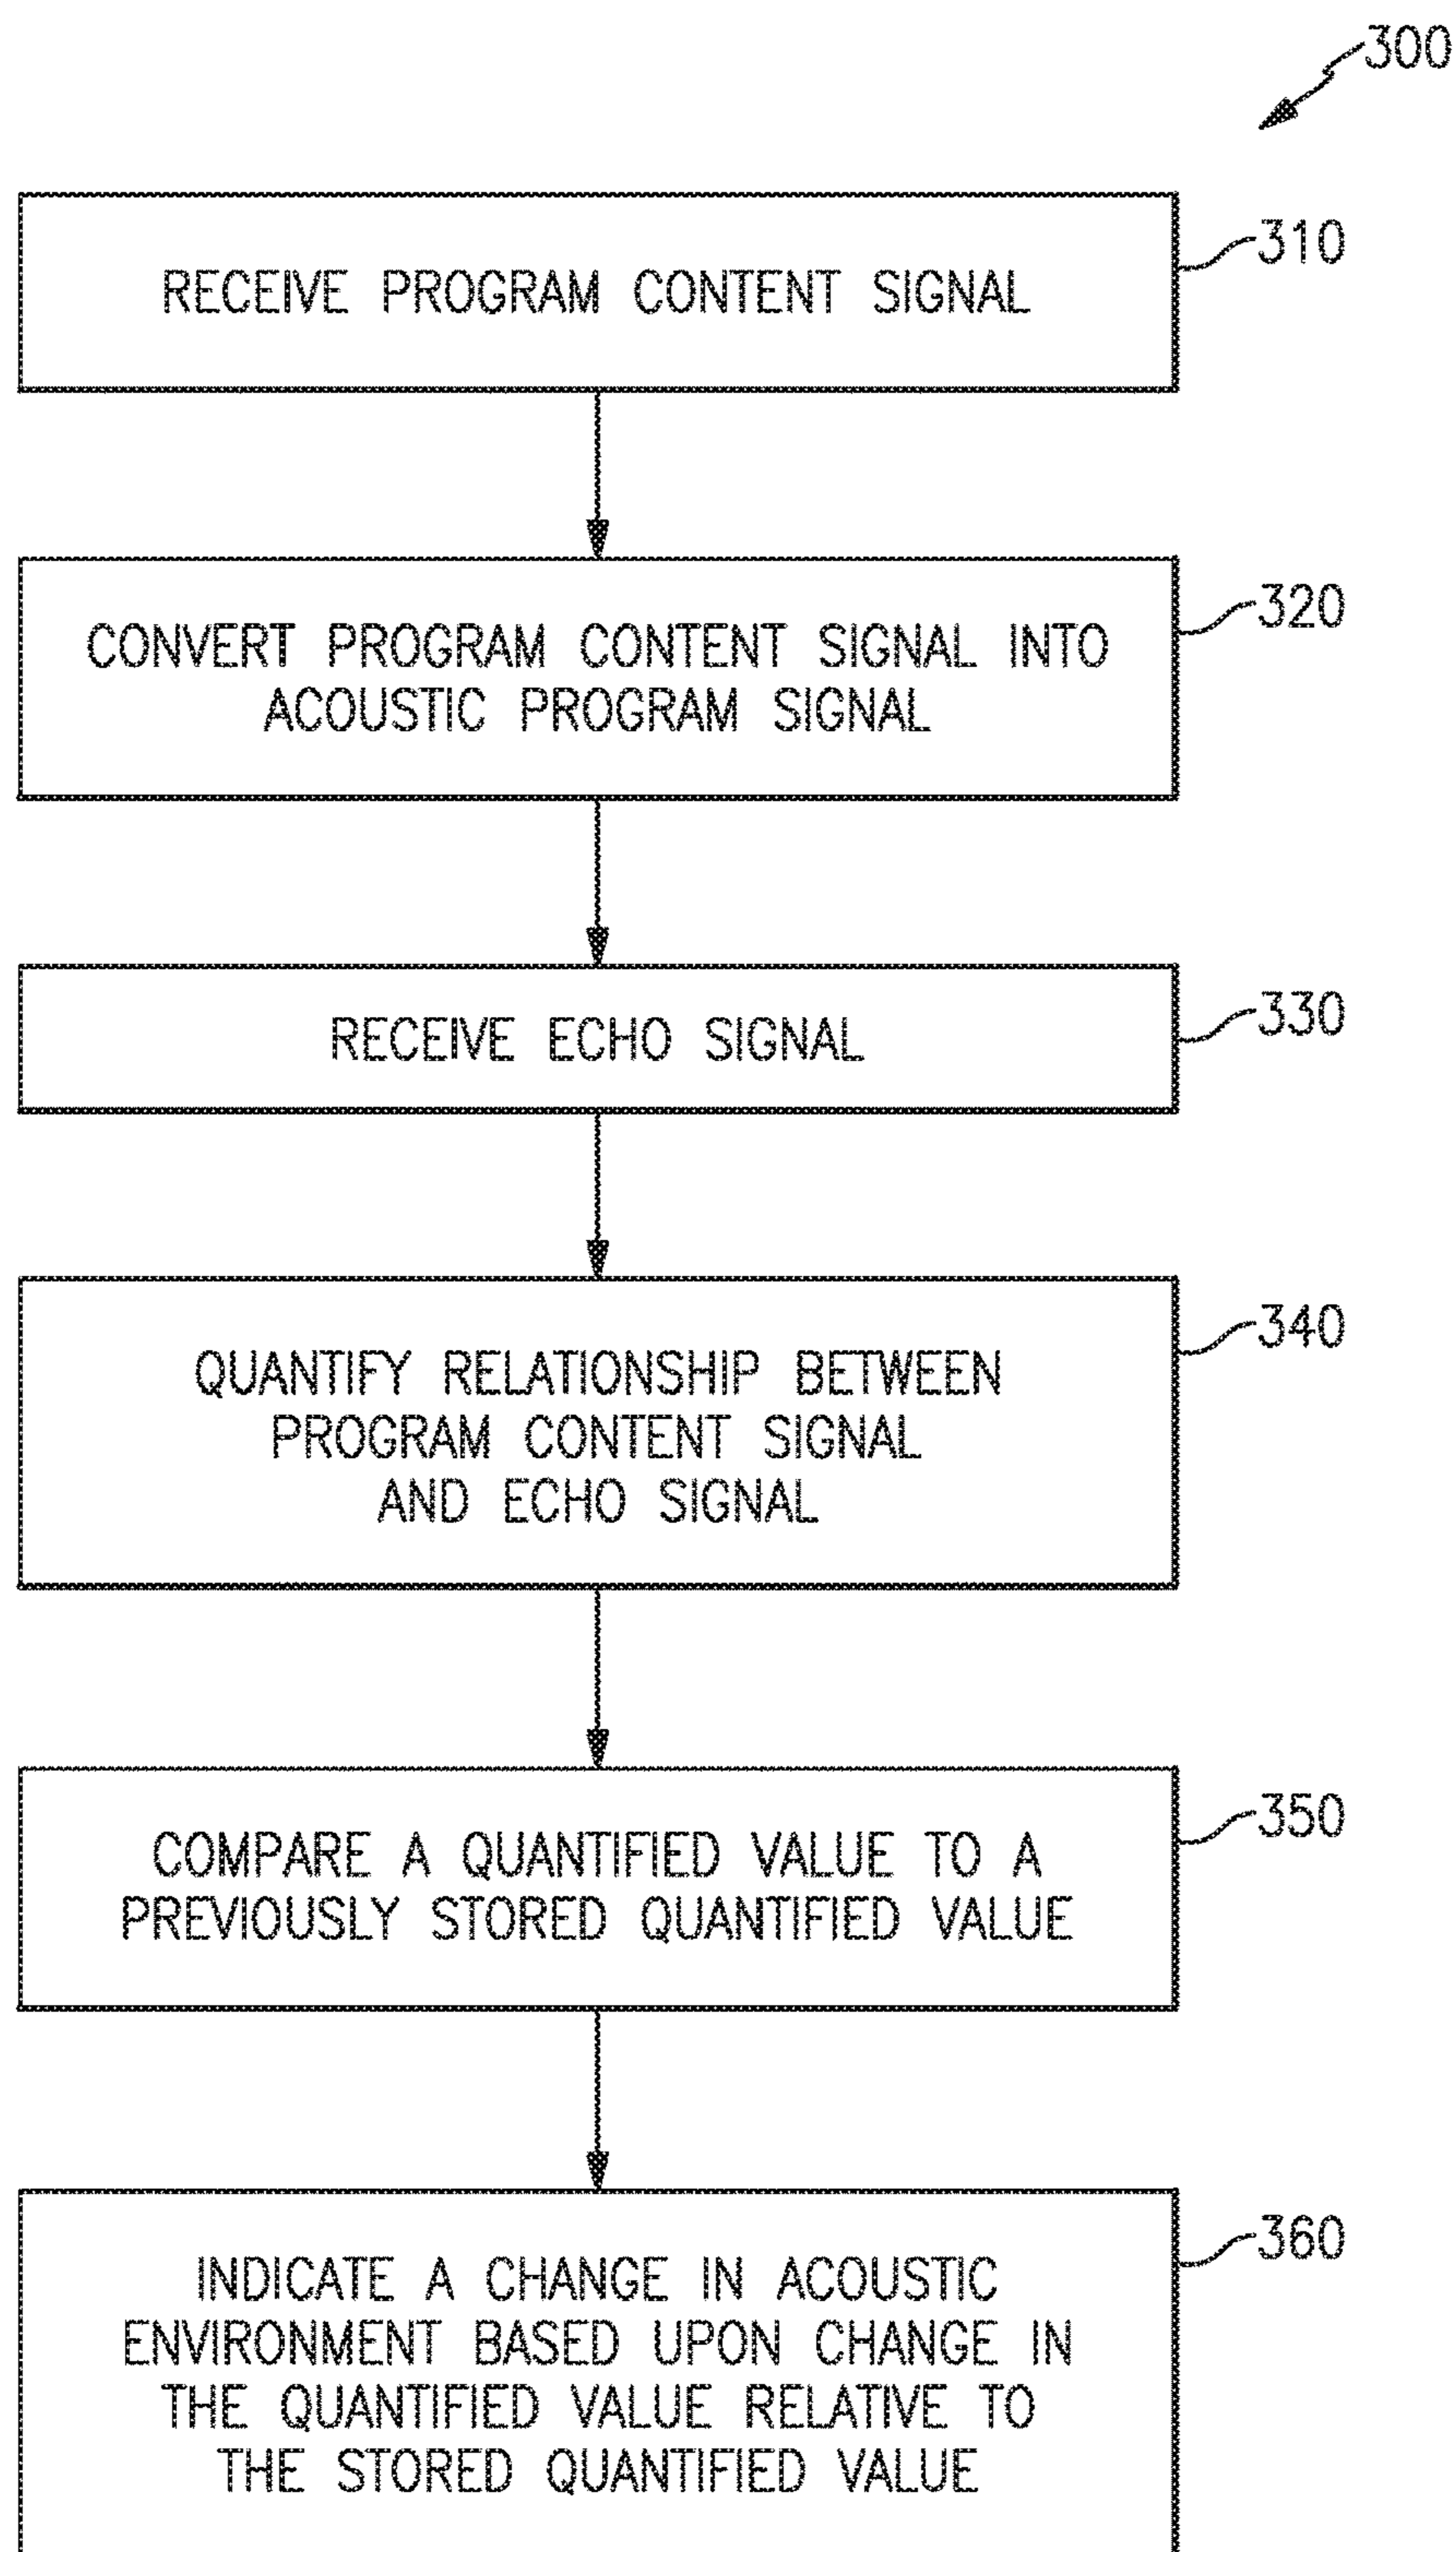 300
RECEIVE PROGRAM CONTENT SIGNAL
310
CONVERT PROGRAM CONTENT SIGNAL INTO
ACOUSTIC PROGRAM SIGNAL
320
RECEIVE ECHO SIGNAL
330
QUANTIFY RELATIONSHIP BETWEEN
PROGRAM CONTENT SIGNAL
AND ECHO SIGNAL
340
COMPARE A QUANTIFIED VALUE TO A
PREVIOUSLY STORED QUANTIFIED VALUE
350
INDICATE A CHANGE IN ACOUSTIC
ENVIRONMENT BASED UPON CHANGE IN
THE QUANTIFIED VALUE RELATIVE TO
THE STORED QUANTIFIED VALUE
360